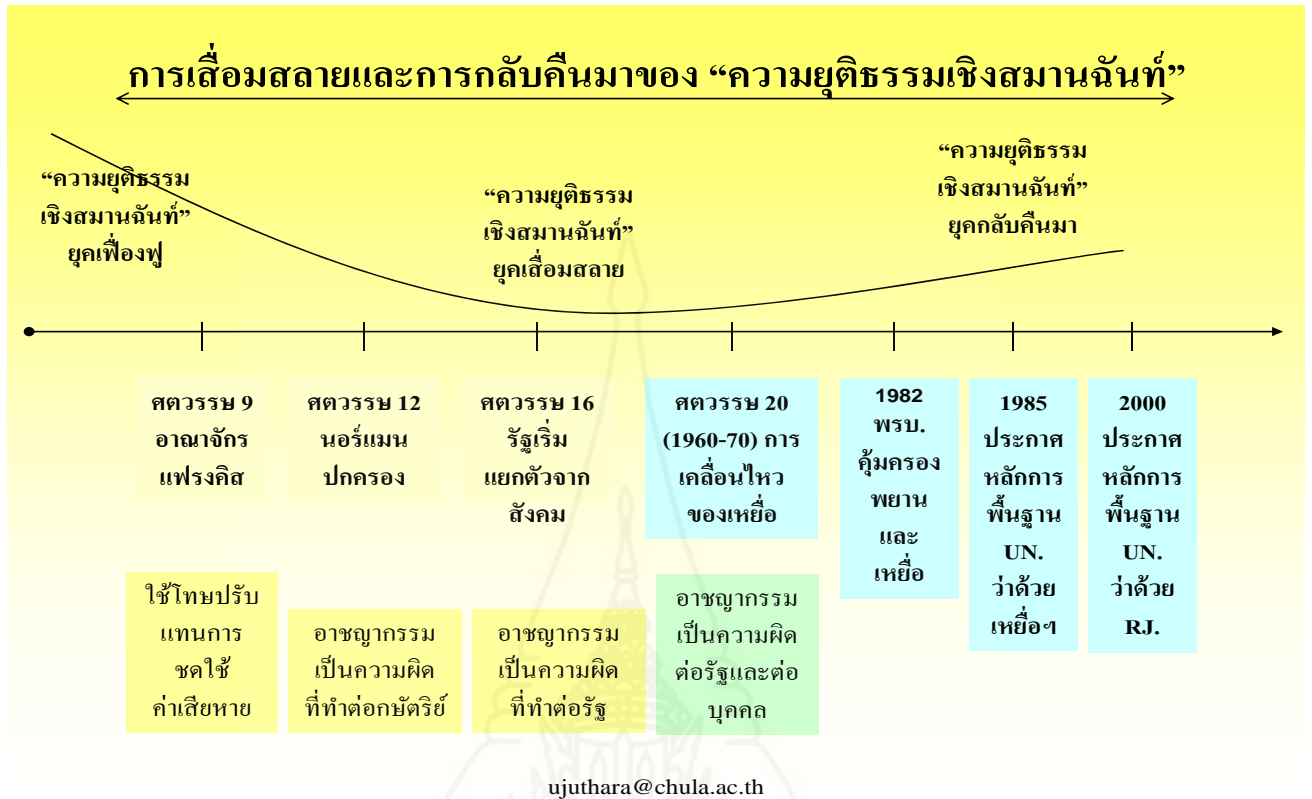 การเสื่อมสลายและการกลับคืนมาของ “ความยุติธรรมเชิงสมานฉันท์”
“ความยุติธรรม
เชิงสมานฉันท์”
ยุคเฟื่องฟู
“ความยุติธรรม
เชิงสมานฉันท์”
ยุคเสื่อมสลาย
“ความยุติธรรม
เชิงสมานฉันท์”
ยุคกลับคืนมา
ศตวรรษ 9
อาณาจักร
แฟรงคิส
ศตวรรษ 12
นอร์แมน
ปกครอง
ศตวรรษ 16
รัฐเริ่ม
แยกตัวจาก
สังคม
ศตวรรษ 20
(1960-70) การ
เคลื่อนไหว
ของเหยื่อ
1982
พรบ.
คุ้มครอง
พยาน
และ
เหยื่อ
1985
ประกาศ
หลักการ
พื้นฐาน
UN.
ว่าด้วย
เหยื่อฯ
2000
ประกาศ
หลักการ
พื้นฐาน
UN.
ว่าด้วย
RJ.
ใช้โทษปรับ
แทนการ
ชดใช้
ค่าเสียหาย
อาชญากรรม
เป็นความผิด
ที่ทำต่อกษัตริย์
อาชญากรรม
เป็นความผิด
ที่ทำต่อรัฐ
อาชญากรรม
เป็นความผิด
ต่อรัฐและต่อ
บุคคล
ujuthara@chula.ac.th